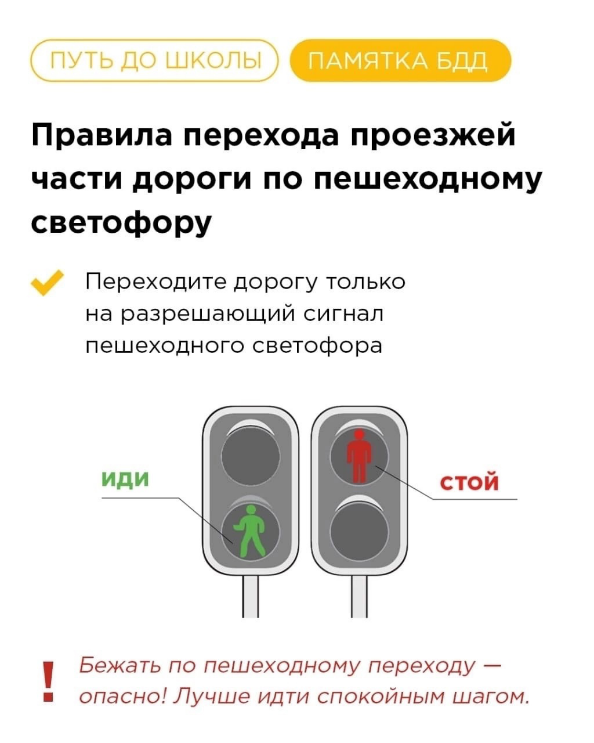 ПУТЬ ДО ШКОЛЫ
ПАМЯТКА БДД
Правила перехода проезжей
части дороги по пешеходному
светофору
Переходите дорогу только
на разрешающий сигнал
пешеходного светофора
иди
стой
! Бежать по пешеходному переходу —
опасно! Лучше идти спокойным шагом.